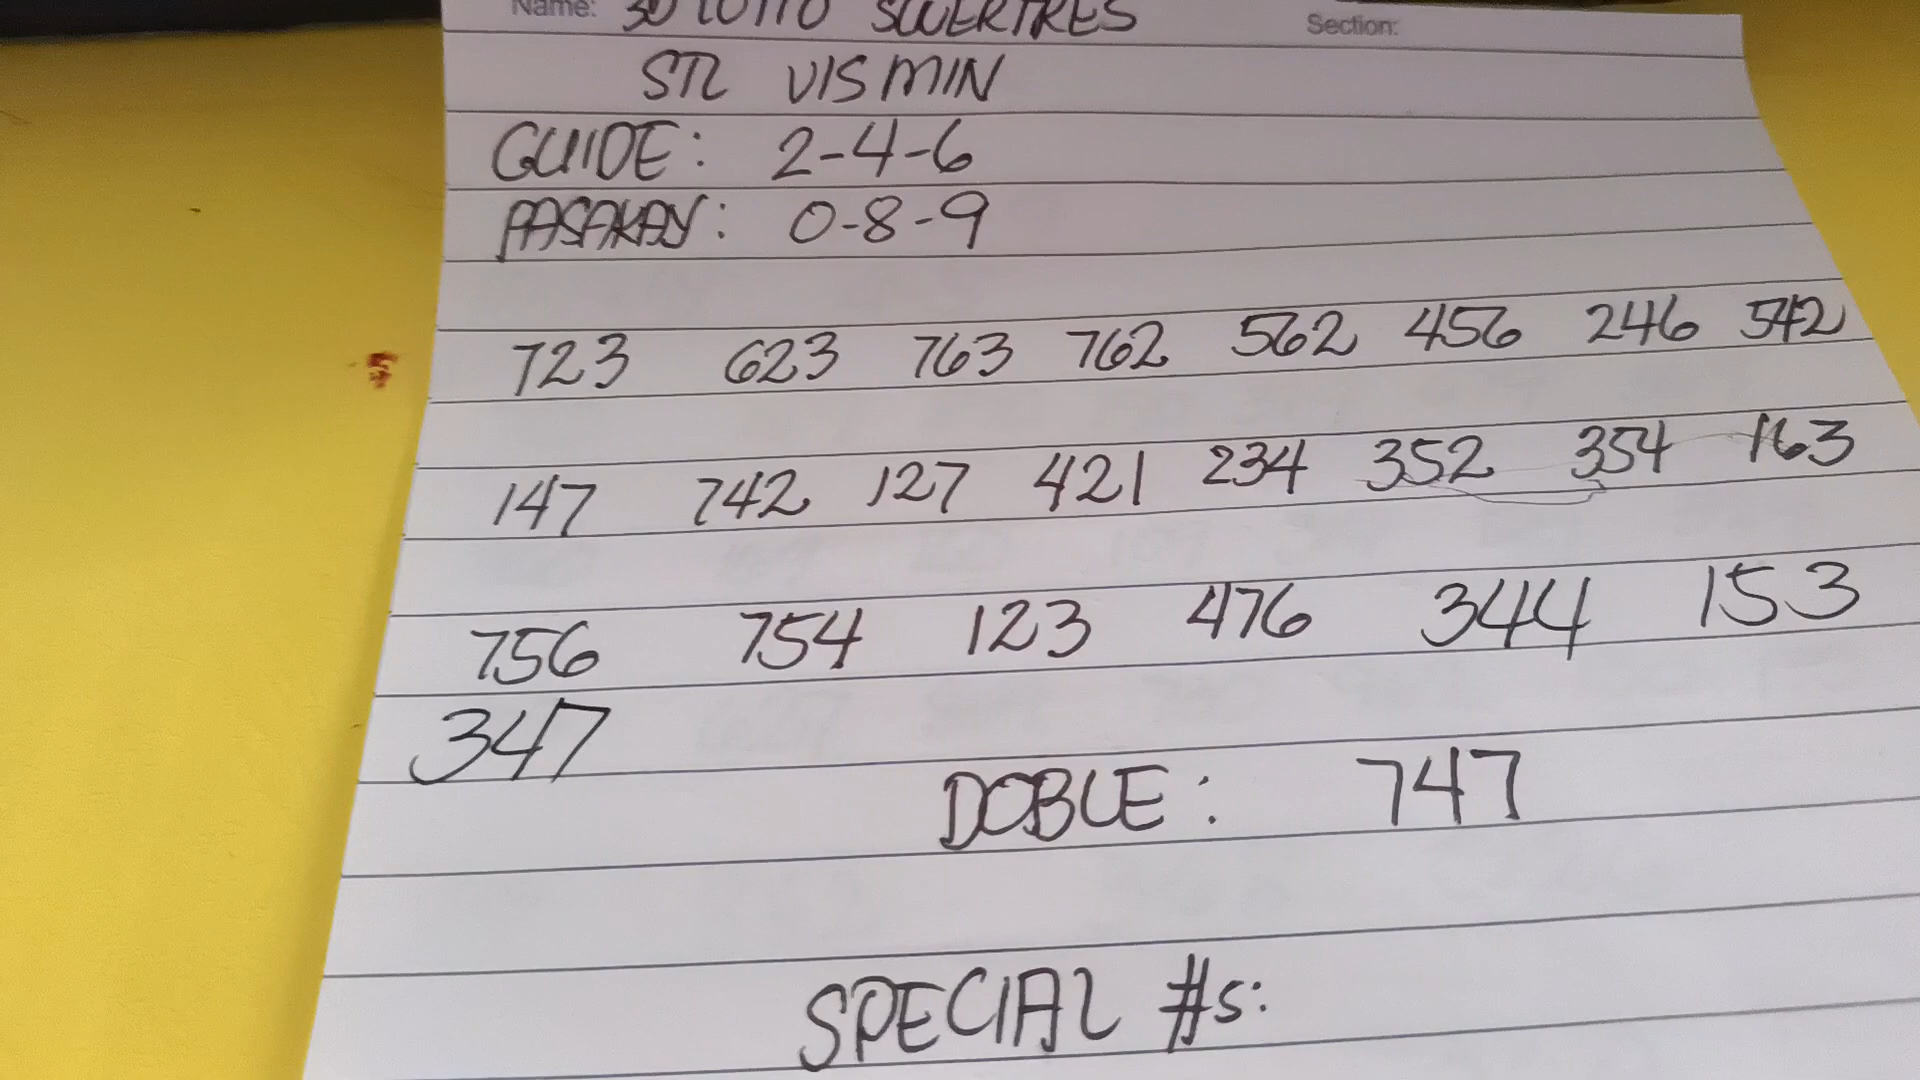 Name: 3D LOTTO SWERTRES Section:
STL VISMIN
GUIDE: 2-4-6
PASAKAY: 0-8-9
723 623 763 762 562 456 246 542
147 742 127 421 234 352 354 163
756 754 123 476 344 153
347
DOBLE: 747
SPECIAL #s: